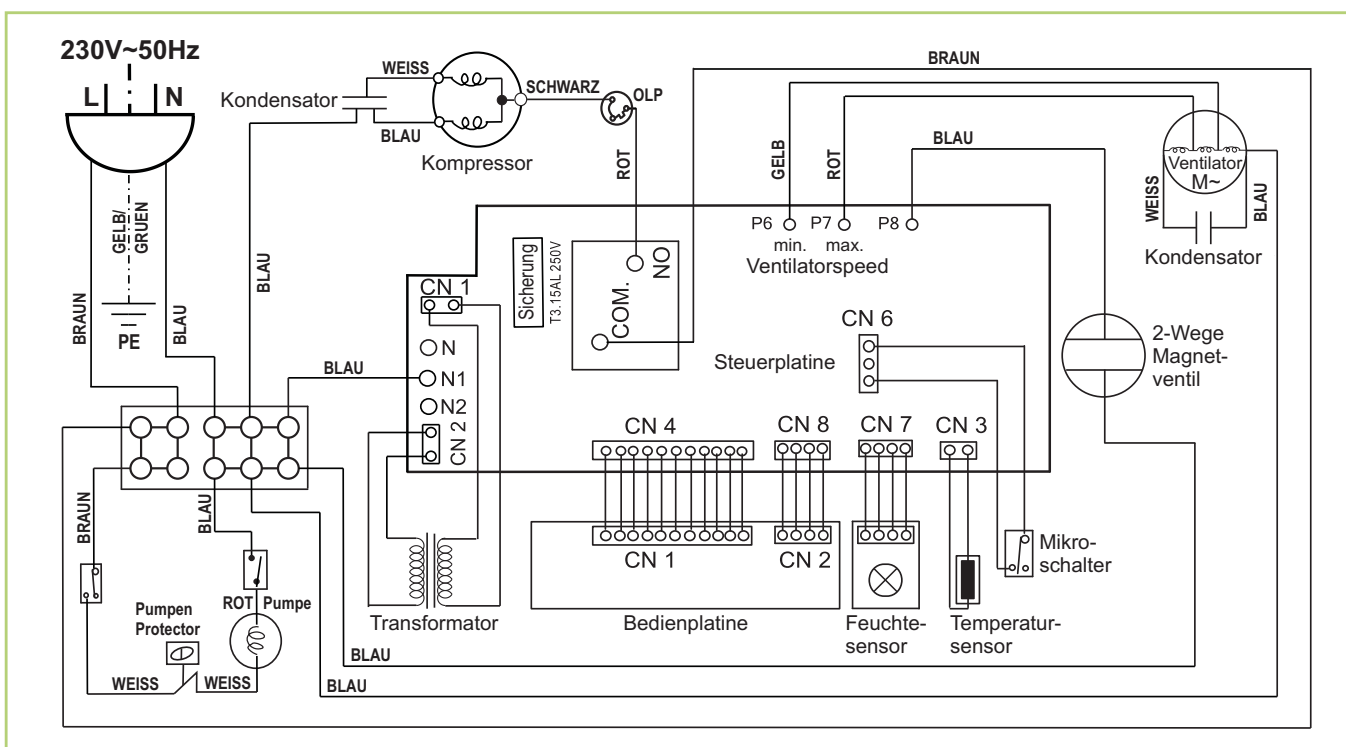 230V~50Hz
L N
GELB/
GRUEN
PE
BRAUN
BLAU
Kondensator
WEISS
BLAU
Kompressor
SCHWARZ
OLP
ROT
BLAU
BRAUN
GELB
ROT
BLAU
Ventilator
M~
WEISS
BLAU
Kondensator
P6 P7 P8
min. max.
Ventilatorspeed
Sicherung
T3.15AL 250V
NO
COM.
CN 1
N
N1
N2
CN 2
BLAU
Steuerplatine
CN 6
2-Wege
Magnet-
ventil
CN 4 CN 8 CN 7 CN 3
CN 1 CN 2
Bedienplatine
Feuchte-
sensor
Temperatur-
sensor
Mikro-
schalter
Transformator
BRAUN
BLAU
ROT Pumpe
Pumpen
Protector
WEISS WEISS
BLAU
BLAU